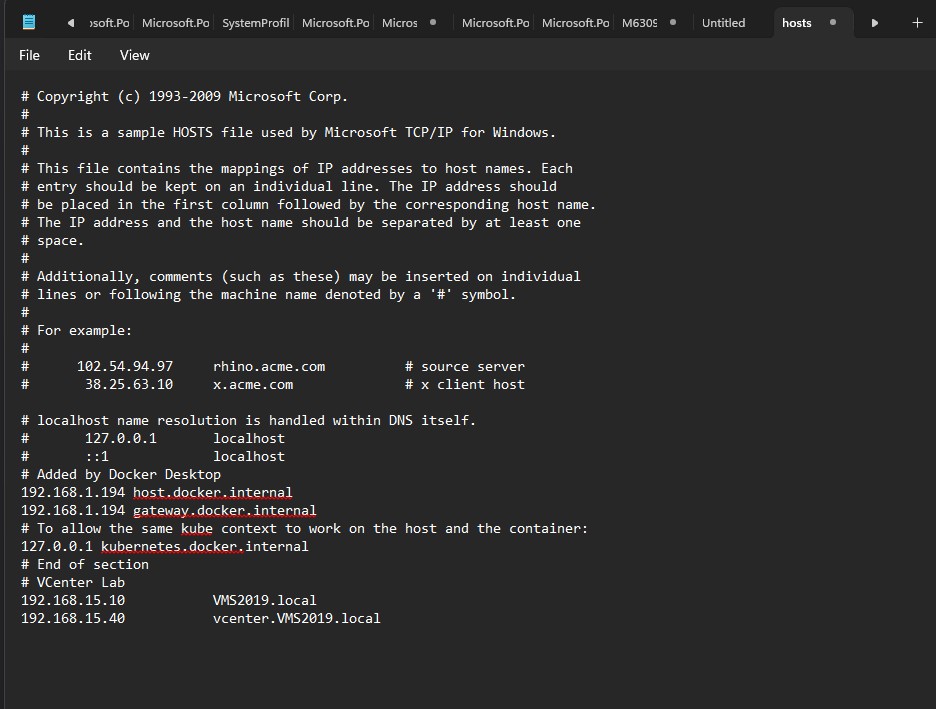 soft.Po Microsoft.Po SystemProfil Microsoft.Po Micros Microsoft.Po Microsoft.Po M6309 Untitled hosts
File Edit View
# Copyright (c) 1993-2009 Microsoft Corp.
#
# This is a sample HOSTS file used by Microsoft TCP/IP for Windows.
#
# This file contains the mappings of IP addresses to host names. Each
# entry should be kept on an individual line. The IP address should
# be placed in the first column followed by the corresponding host name.
# The IP address and the host name should be separated by at least one
# space.
#
# Additionally, comments (such as these) may be inserted on individual
# lines or following the machine name denoted by a '#' symbol.
#
# For example:
#
#      102.54.94.97     rhino.acme.com          # source server
#       38.25.63.10     x.acme.com              # x client host
# localhost name resolution is handled within DNS itself.
#       127.0.0.1       localhost
#       ::1             localhost
# Added by Docker Desktop
192.168.1.194 host.docker.internal
192.168.1.194 gateway.docker.internal
# To allow the same kube context to work on the host and the container:
127.0.0.1 kubernetes.docker.internal
# End of section
# VCenter Lab
192.168.15.10           VMS2019.local
192.168.15.40           vcenter.VMS2019.local